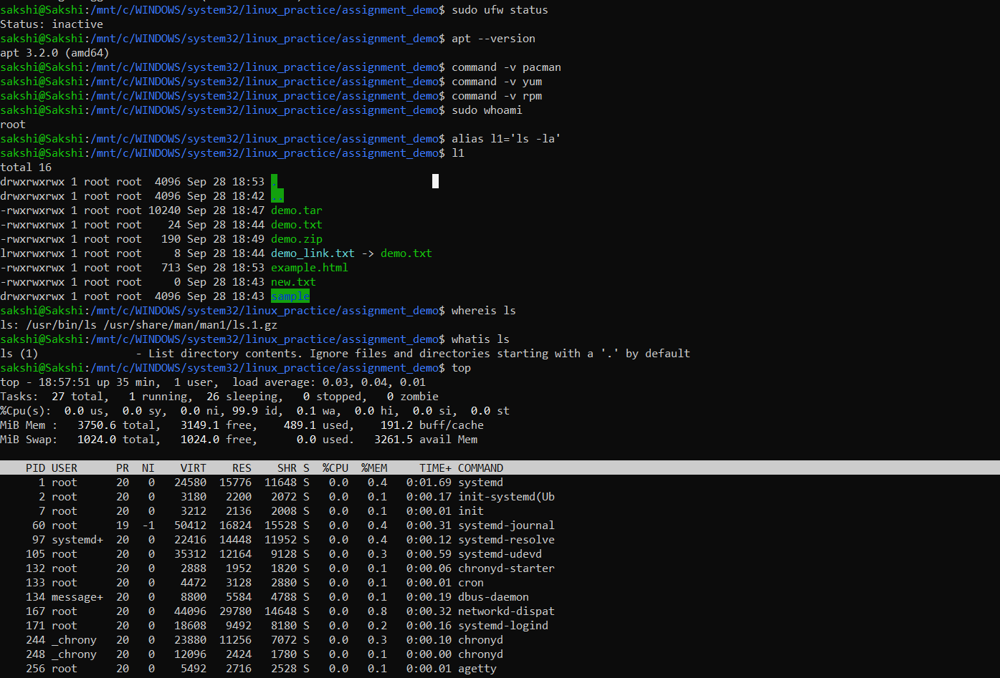 sakshi@Sakshi:/mnt/c/WINDOWS/system32/linux_practice/assignment_demo$ sudo ufw status
Status: inactive
sakshi@Sakshi:/mnt/c/WINDOWS/system32/linux_practice/assignment_demo$ apt --version
apt 3.2.0 (amd64)
sakshi@Sakshi:/mnt/c/WINDOWS/system32/linux_practice/assignment_demo$ command -v pacman
sakshi@Sakshi:/mnt/c/WINDOWS/system32/linux_practice/assignment_demo$ command -v yum
sakshi@Sakshi:/mnt/c/WINDOWS/system32/linux_practice/assignment_demo$ command -v rpm
sakshi@Sakshi:/mnt/c/WINDOWS/system32/linux_practice/assignment_demo$ sudo whoami
root
sakshi@Sakshi:/mnt/c/WINDOWS/system32/linux_practice/assignment_demo$ alias l1='ls -la'
sakshi@Sakshi:/mnt/c/WINDOWS/system32/linux_practice/assignment_demo$ l1
total 16
drwxrwxrwx 1 root root  4096 Sep 28 18:53 .
drwxrwxrwx 1 root root  4096 Sep 28 18:42 ..
-rwxrwxrwx 1 root root 10240 Sep 28 18:47 demo.tar
-rwxrwxrwx 1 root root    24 Sep 28 18:44 demo.txt
-rwxrwxrwx 1 root root   190 Sep 28 18:49 demo.zip
lrwxrwxrwx 1 root root     8 Sep 28 18:44 demo_link.txt -> demo.txt
-rwxrwxrwx 1 root root   713 Sep 28 18:53 example.html
-rwxrwxrwx 1 root root     0 Sep 28 18:43 new.txt
drwxrwxrwx 1 root root  4096 Sep 28 18:43 sample
sakshi@Sakshi:/mnt/c/WINDOWS/system32/linux_practice/assignment_demo$ whereis ls
ls: /usr/bin/ls /usr/share/man/man1/ls.1.gz
sakshi@Sakshi:/mnt/c/WINDOWS/system32/linux_practice/assignment_demo$ whatis ls
ls (1)               - List directory contents. Ignore files and directories starting with a '.' by default
sakshi@Sakshi:/mnt/c/WINDOWS/system32/linux_practice/assignment_demo$ top
top - 18:57:51 up 35 min,  1 user,  load average: 0.03, 0.04, 0.01
Tasks:  27 total,   1 running,  26 sleeping,   0 stopped,   0 zombie
%Cpu(s):  0.0 us,  0.0 sy,  0.0 ni, 99.9 id,  0.1 wa,  0.0 hi,  0.0 si,  0.0 st
MiB Mem :   3750.6 total,   3149.1 free,    489.1 used,    191.2 buff/cache
MiB Swap:   1024.0 total,   1024.0 free,      0.0 used.   3261.5 avail Mem
PID USER      PR  NI    VIRT    RES    SHR S  %CPU  %MEM     TIME+ COMMAND
1 root      20   0   24580  15776  11648 S   0.0   0.4   0:01.69 systemd
2 root      20   0    3180   2200   2072 S   0.0   0.1   0:00.17 init-systemd(Ub
7 root      20   0    3212   2136   2008 S   0.0   0.1   0:00.01 init
60 root      19  -1   50412  16824  15528 S   0.0   0.4   0:00.31 systemd-journal
97 systemd+  20   0   22416  14448  11952 S   0.0   0.4   0:00.12 systemd-resolve
105 root      20   0   35312  12164   9128 S   0.0   0.3   0:00.59 systemd-udevd
132 root      20   0    2888   1952   1820 S   0.0   0.1   0:00.06 chronyd-starter
133 root      20   0    4472   3128   2880 S   0.0   0.1   0:00.01 cron
134 message+  20   0    8800   5584   4788 S   0.0   0.1   0:00.19 dbus-daemon
167 root      20   0   44096  29780  14648 S   0.0   0.8   0:00.32 networkd-dispat
171 root      20   0   18608   9492   8180 S   0.0   0.2   0:00.16 systemd-logind
244 _chrony   20   0   23880  11256   7072 S   0.0   0.3   0:00.10 chronyd
248 _chrony   20   0   12096   2424   1780 S   0.0   0.1   0:00.00 chronyd
256 root      20   0    5492   2716   2528 S   0.0   0.1   0:00.01 agetty